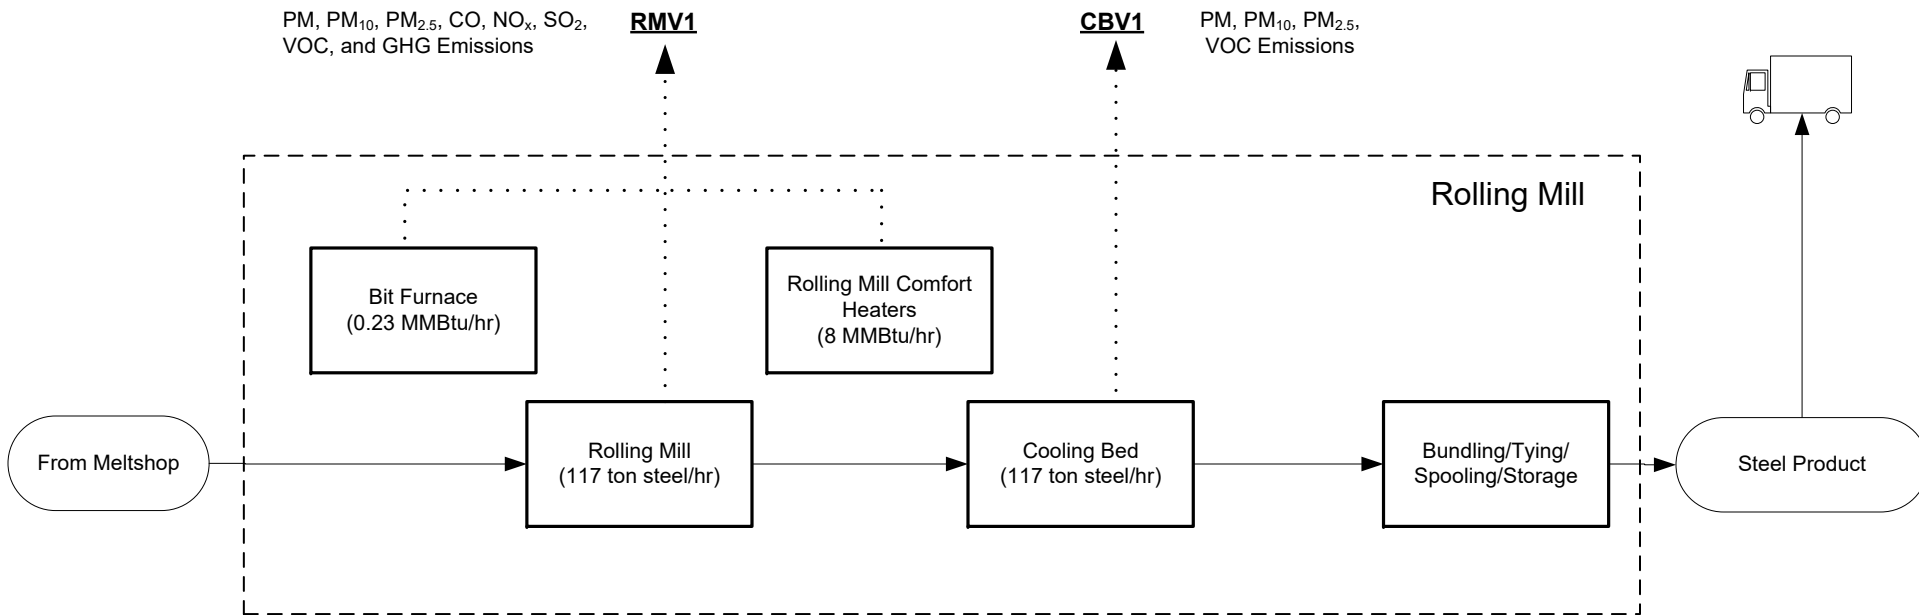 PM, PM₁₀, PM₂.₅, CO, NOₓ, SO₂,
VOC, and GHG Emissions
RMV1
CBV1
PM, PM₁₀, PM₂.₅,
VOC Emissions
Rolling Mill
Bit Furnace
(0.23 MMBtu/hr)
Rolling Mill Comfort
Heaters
(8 MMBtu/hr)
From Meltshop
Rolling Mill
(117 ton steel/hr)
Cooling Bed
(117 ton steel/hr)
Bundling/Tying/
Spooling/Storage
Steel Product